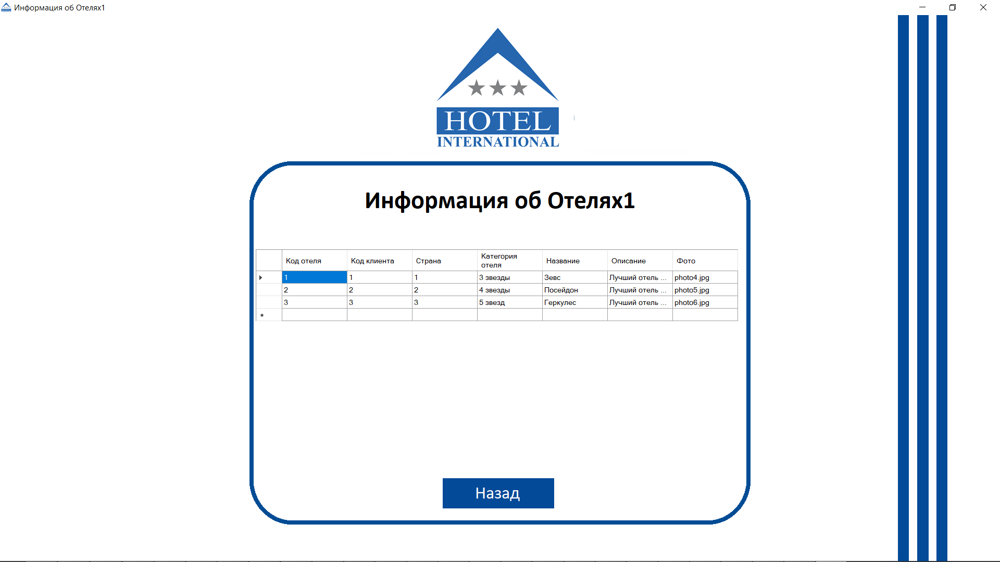 Информация об Отелях1
HOTEL
INTERNATIONAL
Информация об Отелях1
Код отеля Код клиента Страна Категория отеля Название Описание Фото
1 1 1 3 звезды Зевс Лучший отель ... photo4.jpg
2 2 2 4 звезды Посейдон Лучший отель ... photo5.jpg
3 3 3 5 звезд Геркулес Лучший отель ... photo6.jpg
Назад